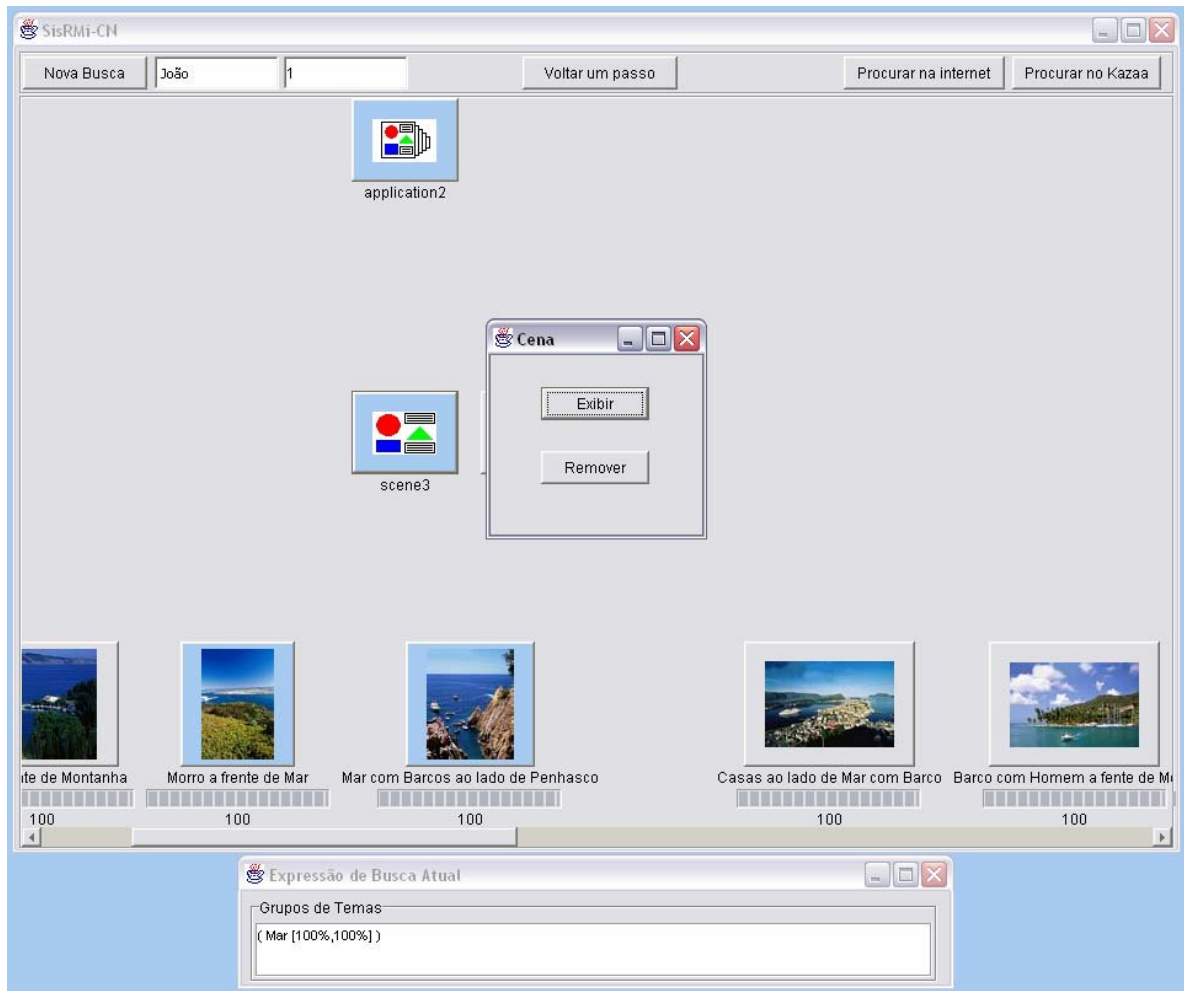 SisRMi-CN
Nova Busca João 1 Voltar um passo Procurar na internet Procurar no Kazaa
application2
Cena
Exibir
Remover
scene3
te de Montanha Morro a frente de Mar Mar com Barcos ao lado de Penhasco Casas ao lado de Mar com Barco Barco com Homem a fente de M
100 100 100 100 100
Expressão de Busca Atual
Grupos de Temas
( Mar [100%,100%] )